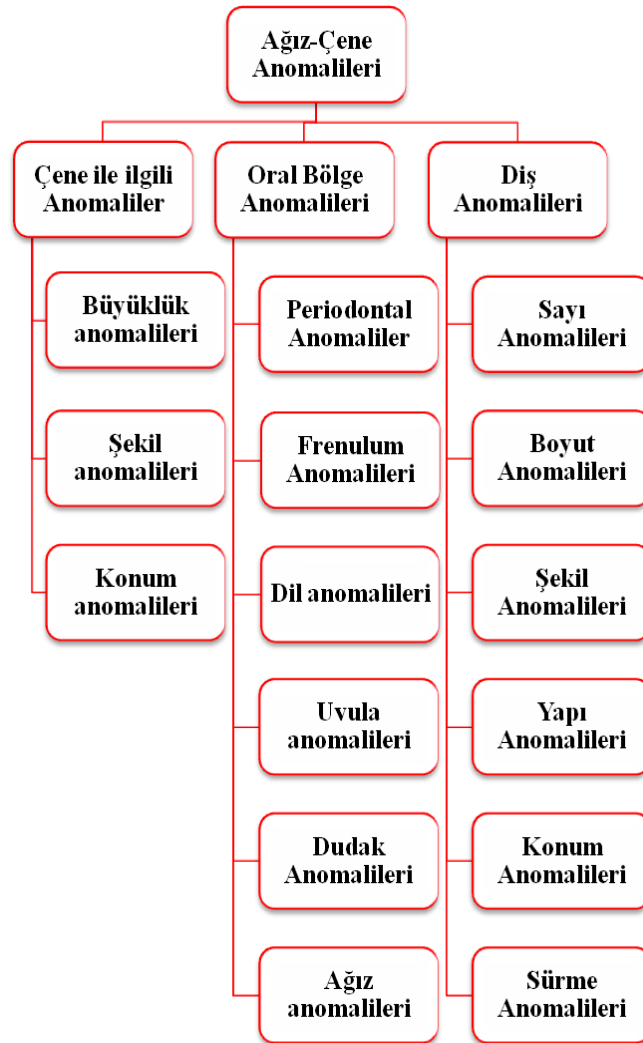 Ağız-Çene
Anomalileri
Çene ile ilgili
Anomaliler
Büyüklük
anomalileri
Şekil
anomalileri
Konum
anomalileri
Oral Bölge
Anomalileri
Periodontal
Anomaliler
Frenulum
Anomalileri
Dil anomalileri
Uvula
anomalileri
Dudak
Anomalileri
Ağız
anomalileri
Diş
Anomalileri
Sayı
Anomalileri
Boyut
Anomalileri
Şekil
Anomalileri
Yapı
Anomalileri
Konum
Anomalileri
Sürme
Anomalileri